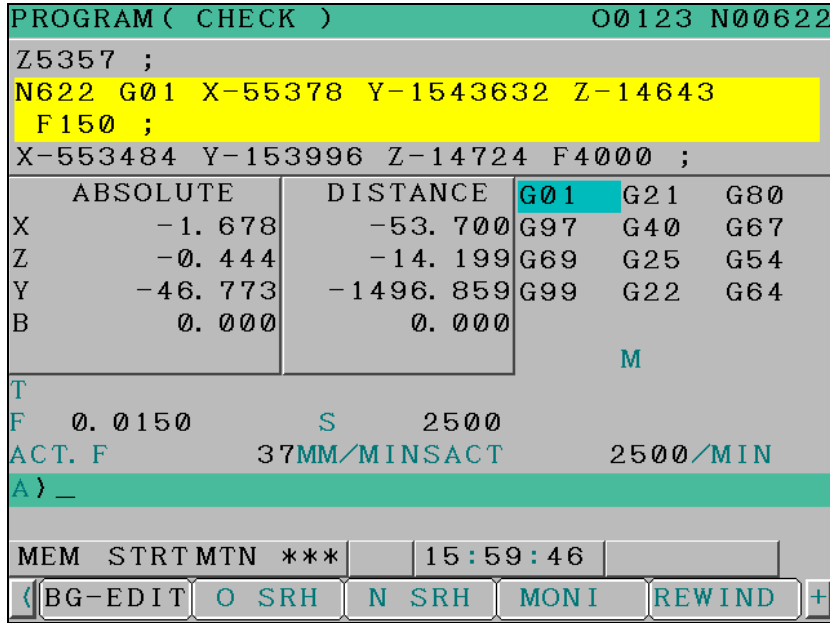 PROGRAM( CHECK ) O0123 N00622
Z5357 ;
N622 G01 X-55378 Y-1543632 Z-14643
F150 ;
X-553484 Y-153996 Z-14724 F4000 ;
ABSOLUTE DISTANCE G01 G21 G80
X -1.678 -53.700 G97 G40 G67
Z -0.444 -14.199 G69 G25 G54
Y -46.773 -1496.859 G99 G22 G64
B 0.000 0.000
M
T
F 0.0150 S 2500
ACT.F 37MM/MINSACT 2500/MIN
A)_
MEM STRT MTN *** 15:59:46
( BG-EDIT O SRH N SRH MONI REWIND +